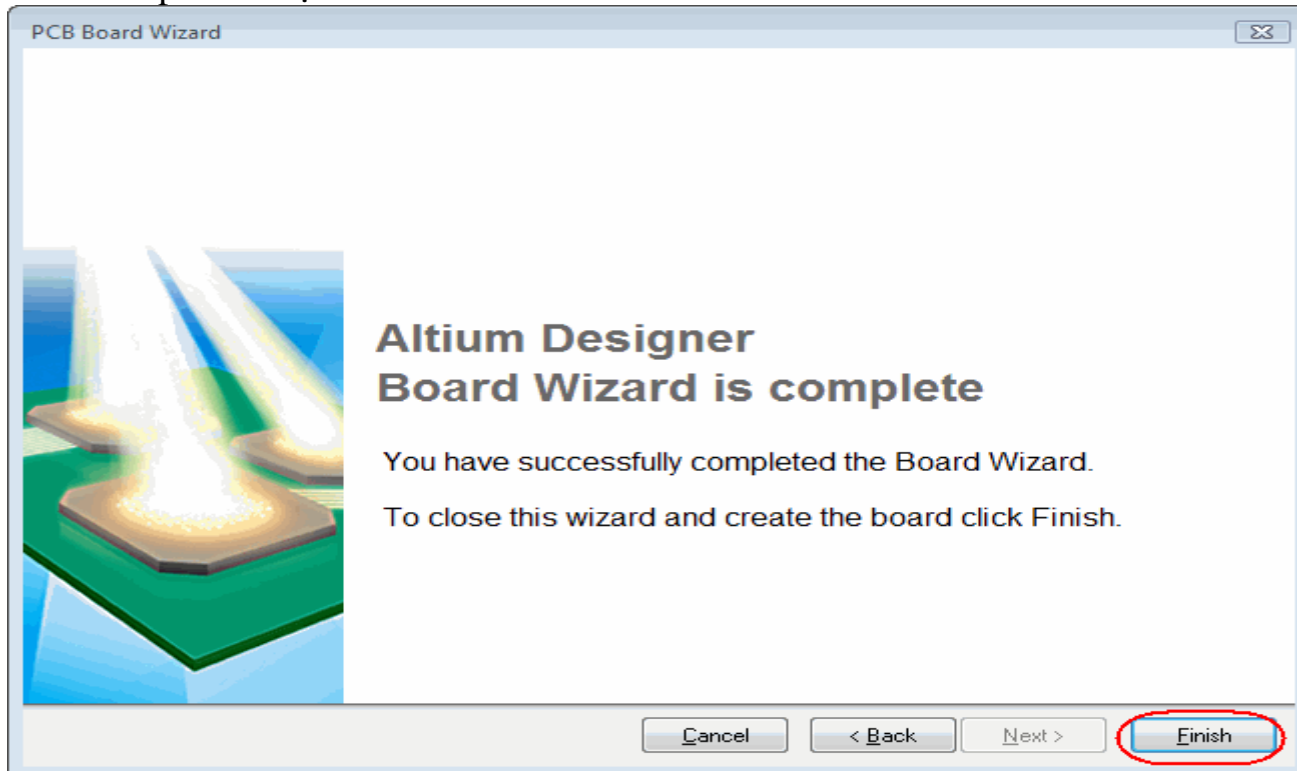 PCB Board Wizard
Altium Designer
Board Wizard is complete
You have successfully completed the Board Wizard.
To close this wizard and create the board click Finish.
Cancel < Back Next > Finish